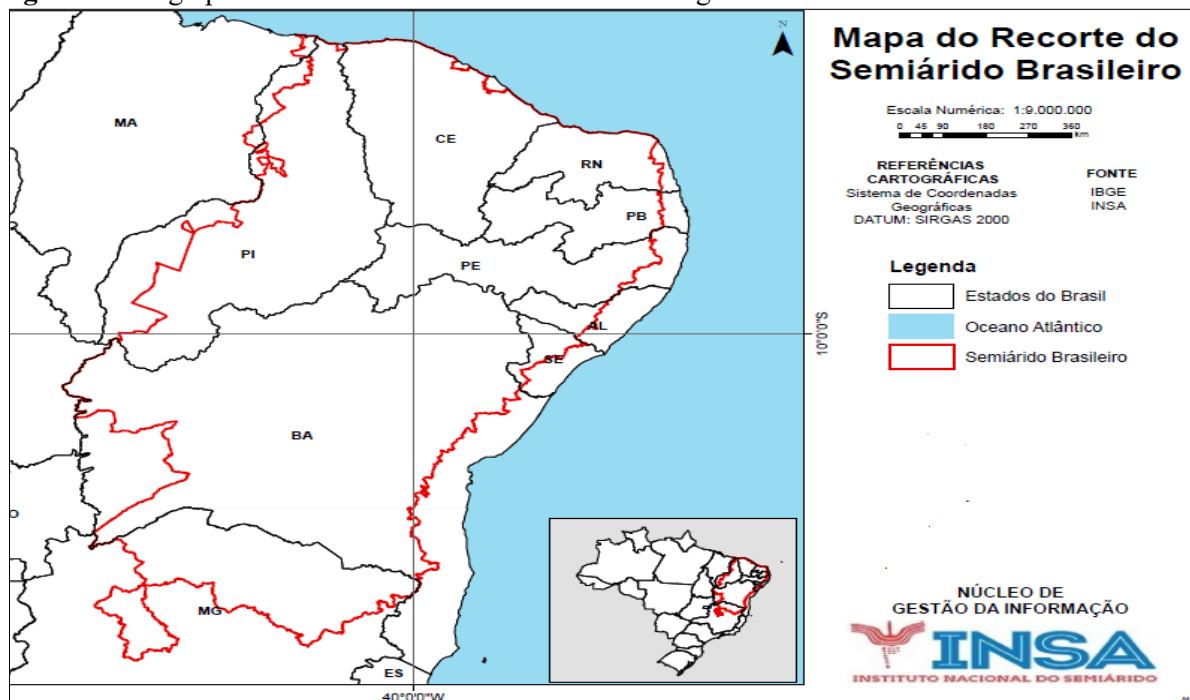 N
Mapa do Recorte do
Semiárido Brasileiro
Escala Numérica: 1:9.000.000
0 45 90 180 270 360
km
REFERÊNCIAS
CARTOGRÁFICAS
Sistema de Coordenadas
Geográficas
DATUM: SIRGAS 2000
FONTE
IBGE
INSA
Legenda
Estados do Brasil
Oceano Atlântico
Semiárido Brasileiro
MA
CE
RN
PB
PI
PE
AL
SE
BA
MG
ES
10°0'0"S
40°0'0"W
NÚCLEO DE
GESTÃO DA INFORMAÇÃO
INSA
INSTITUTO NACIONAL DO SEMIÁRIDO